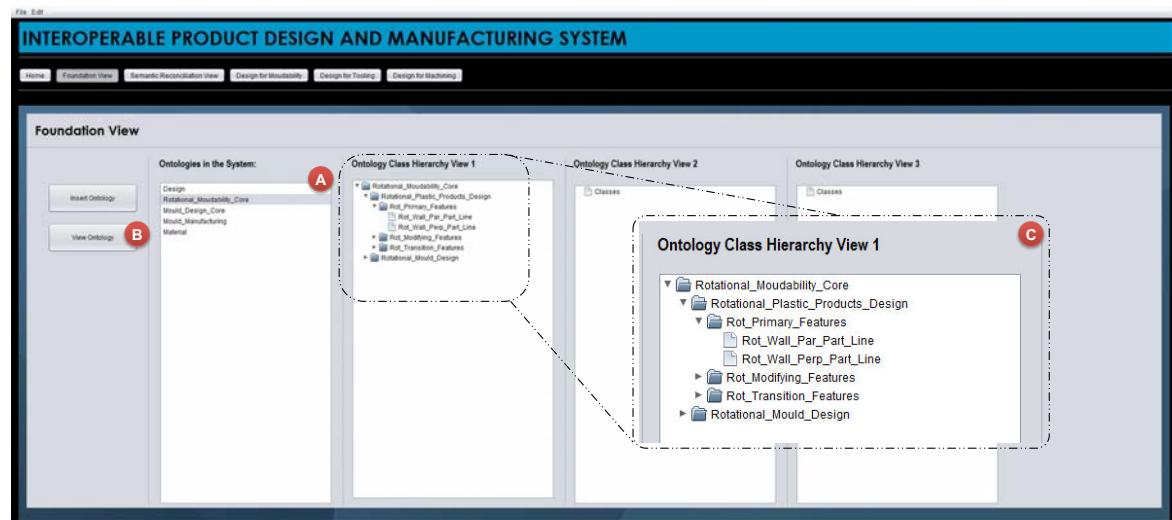 File Edit
INTEROPERABLE PRODUCT DESIGN AND MANUFACTURING SYSTEM
Home Foundation View Semantic Reconciliation View Design for Moudability Design for Tooling Design for Machining
Foundation View
Ontologies in the System:
Insert Ontology
View Ontology
B
Design
Rotational_Moudability_Core
Mould_Design_Core
Mould_Manufacturing
Material
A
Ontology Class Hierarchy View 1
Rotational_Moudability_Core
Rotational_Plastic_Products_Design
Rot_Primary_Features
Rot_Wall_Par_Part_Line
Rot_Wall_Perp_Part_Line
Rot_Modifying_Features
Rot_Transition_Features
Rotational_Mould_Design
Ontology Class Hierarchy View 2
Classes
Ontology Class Hierarchy View 3
Classes
C
Ontology Class Hierarchy View 1
Rotational_Moudability_Core
Rotational_Plastic_Products_Design
Rot_Primary_Features
Rot_Wall_Par_Part_Line
Rot_Wall_Perp_Part_Line
Rot_Modifying_Features
Rot_Transition_Features
Rotational_Mould_Design